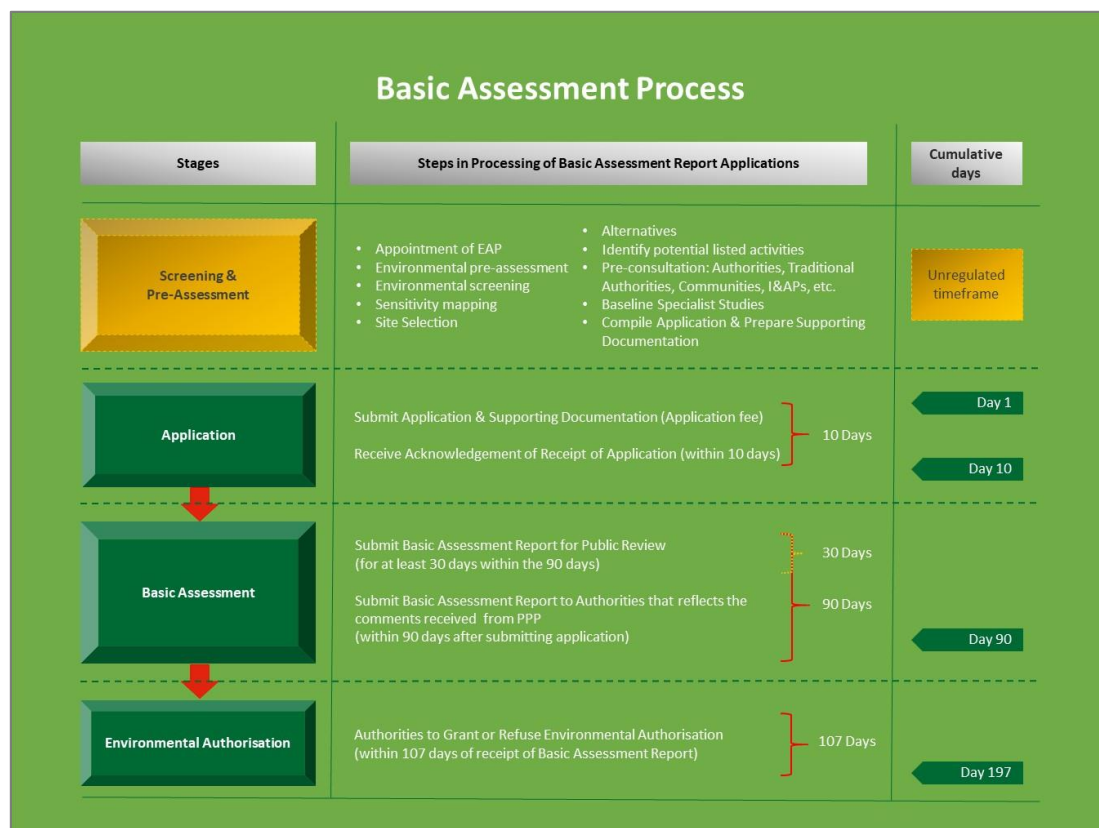 Basic Assessment Process
Stages
Steps in Processing of Basic Assessment Report Applications
Cumulative
days
Screening &
Pre-Assessment
• Appointment of EAP
• Environmental pre-assessment
• Environmental screening
• Sensitivity mapping
• Site Selection
• Alternatives
• Identify potential listed activities
• Pre-consultation: Authorities, Traditional
Authorities, Communities, I&APs, etc.
• Baseline Specialist Studies
• Compile Application & Prepare Supporting
Documentation
Unregulated
timeframe
Application
Submit Application & Supporting Documentation (Application fee)
Receive Acknowledgement of Receipt of Application (within 10 days)
10 Days
Day 1
Day 10
Basic Assessment
Submit Basic Assessment Report for Public Review
(for at least 30 days within the 90 days)
30 Days
Submit Basic Assessment Report to Authorities that reflects the
comments received from PPP
(within 90 days after submitting application)
90 Days
Day 90
Environmental Authorisation
Authorities to Grant or Refuse Environmental Authorisation
(within 107 days of receipt of Basic Assessment Report)
107 Days
Day 197